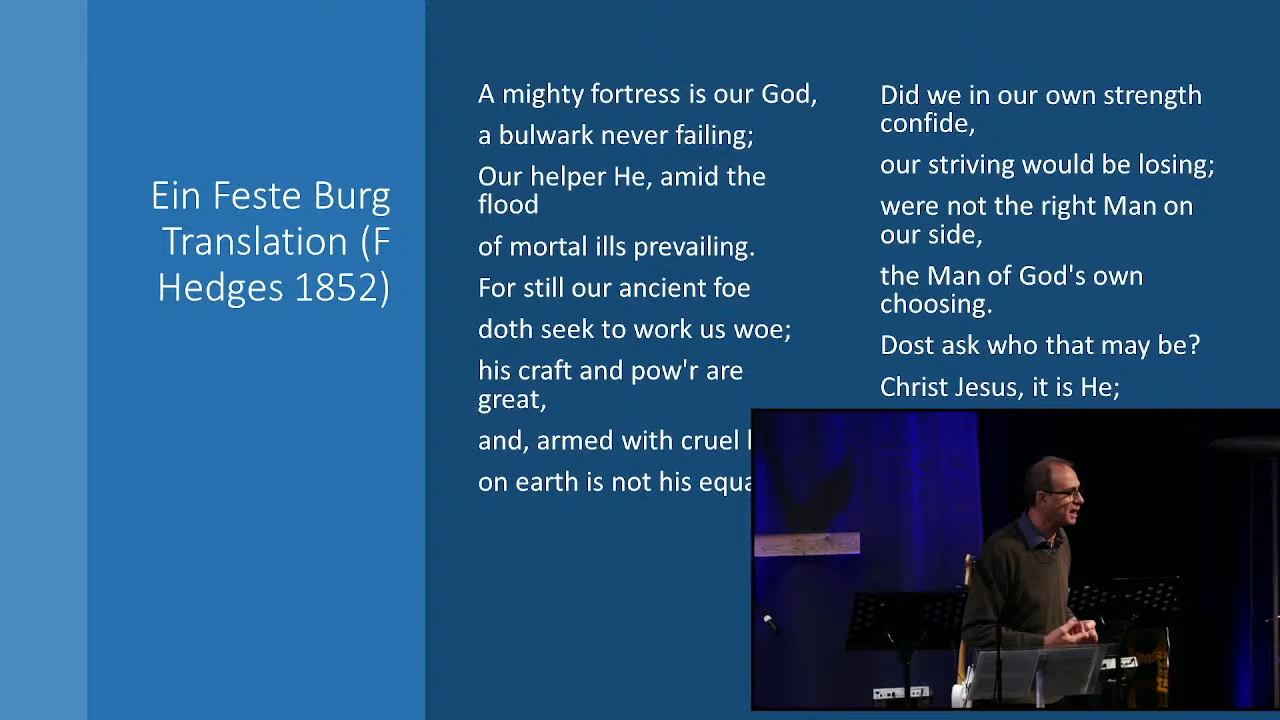 Ein Feste Burg
Translation (F
Hedges 1852)
A mighty fortress is our God,
a bulwark never failing;
Our helper He, amid the
flood
of mortal ills prevailing.
For still our ancient foe
doth seek to work us woe;
his craft and pow'r are
great,
and, armed with cruel
on earth is not his
Did we in our own strength
confide,
our striving would be losing;
were not the right Man on
our side,
the Man of God's own
choosing.
Dost ask who that may be?
Christ Jesus, it is He;